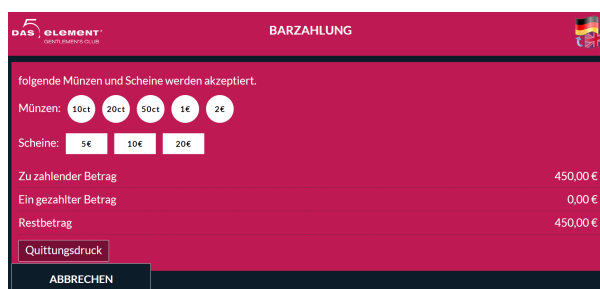 DAS 5 ELEMENT
GENTLEMEN'S CLUB
BARZAHLUNG
folgende Münzen und Scheine werden akzeptiert.
Münzen: 10ct 20ct 50ct 1€ 2€
Scheine: 5€ 10€ 20€
Zu zahlender Betrag 450,00 €
Ein gezahlter Betrag 0,00 €
Restbetrag 450,00 €
Quittungsdruck
ABBRECHEN